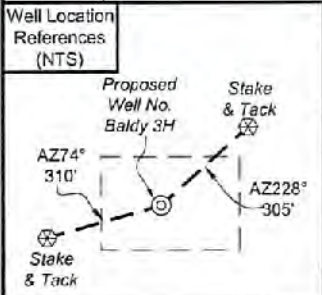 Well Location
References
(NTS)
Proposed
Well No.
Baldy 3H
Stake
& Tack
AZ74°
310'
AZ228°
305'
Stake
& Tack